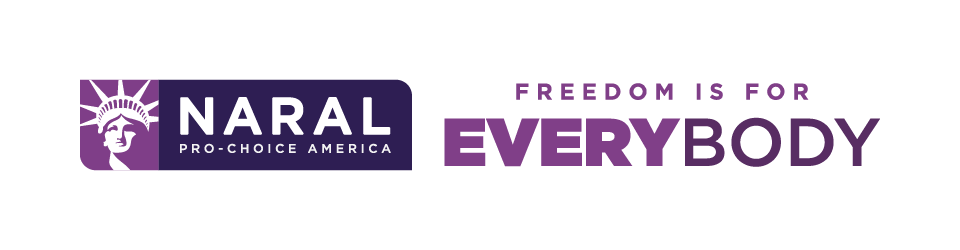 NARAL
PRO-CHOICE AMERICA
FREEDOM IS FOR
EVERYBODY